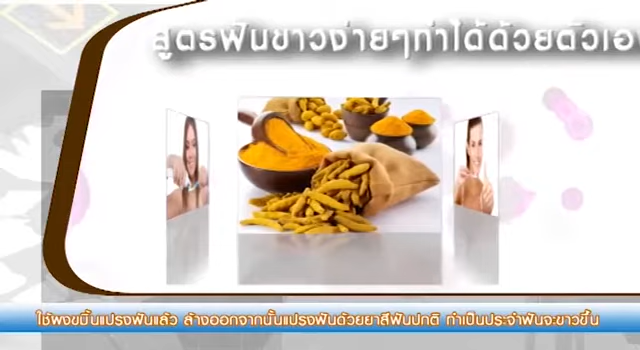 สูตรฟันขาวง่ายๆทำได้ด้วยตัวเอง
ใช้ผงขมิ้นแปรงฟันแล้ว ล้างออกจากนั้นแปรงฟันด้วยยาสีฟันปกติ ทำเป็นประจำฟันจะขาวขึ้น